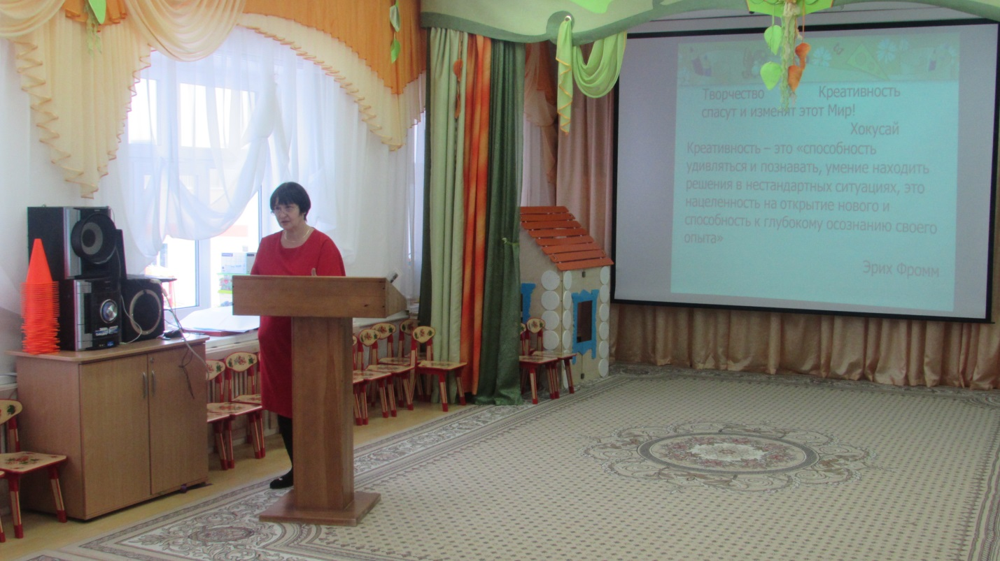 Творчество Креативность
спасут и изменят этот Мир!
Хокусай
Креативность – это «способность
удивляться и познавать, умение находить
решения в нестандартных ситуациях, это
нацеленность на открытие нового и
способность к глубокому осознанию своего
опыта»
Эрих Фромм